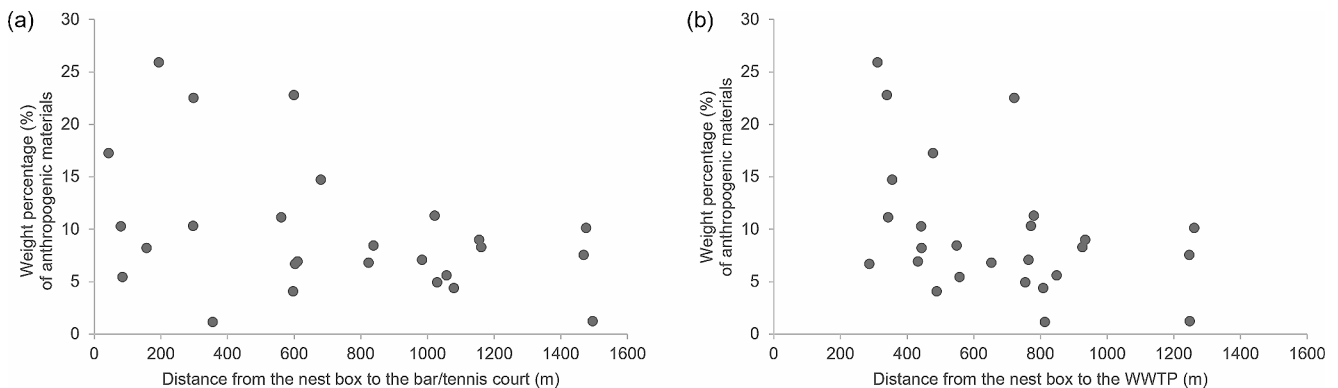 (a)
30
25
20
15
10
5
0
Weight percentage (%)
of anthropogenic materials
0 200 400 600 800 1000 1200 1400 1600
Distance from the nest box to the bar/tennis court (m)
(b)
30
25
20
15
10
5
0
Weight percentage (%)
of anthropogenic materials
0 200 400 600 800 1000 1200 1400 1600
Distance from the nest box to the WWTP (m)